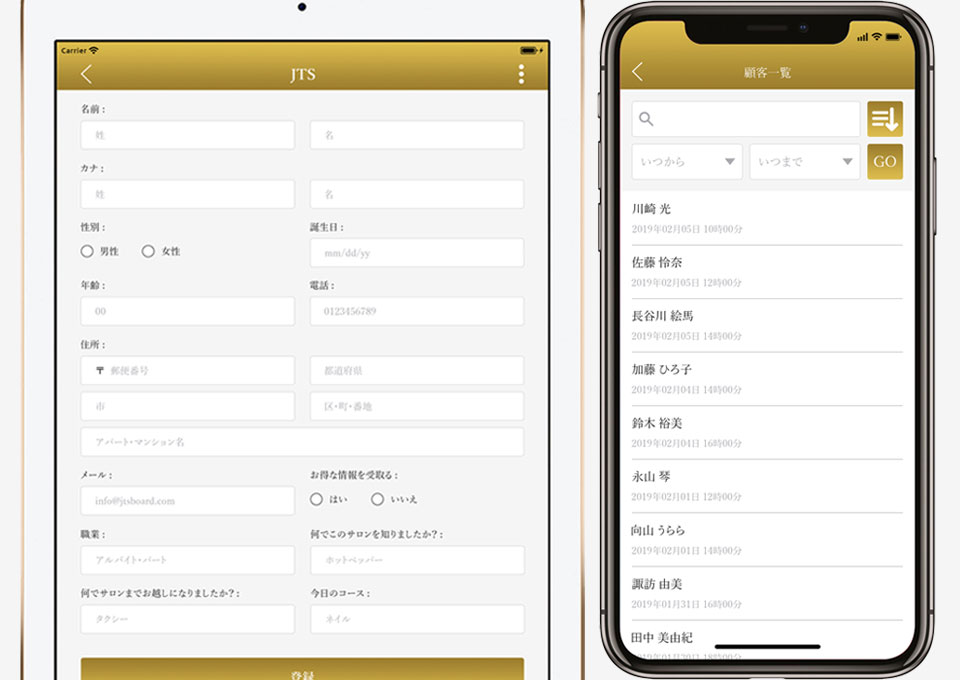 Carrier
JTS
名前：
姓
名
カナ：
姓
名
性別：
誕生日：
男性
女性
mm/dd/yy
年齢：
電話：
00
0123456789
住所：
〒 郵便番号
都道府県
市
区・町・番地
アパート・マンション名
メール：
お得な情報を受取る：
info@jtsboard.com
はい
いいえ
職業：
何でこのサロンを知りましたか？：
アルバイト・パート
ホットペッパー
何でサロンまでお越しになりましたか？：
今日のコース：
タクシー
ネイル
登録
顧客一覧
いつから
いつまで
GO
川崎 光
2019年02月05日 10時00分
佐藤 怜奈
2019年02月05日 12時00分
長谷川 絵馬
2019年02月05日 14時00分
加藤 ひろ子
2019年02月04日 14時00分
鈴木 裕美
2019年02月04日 16時00分
永山 琴
2019年02月01日 12時00分
向山 うらら
2019年02月01日 14時00分
諏訪 由美
2019年01月31日 16時00分
田中 美由紀
2019年01月30日 18時00分